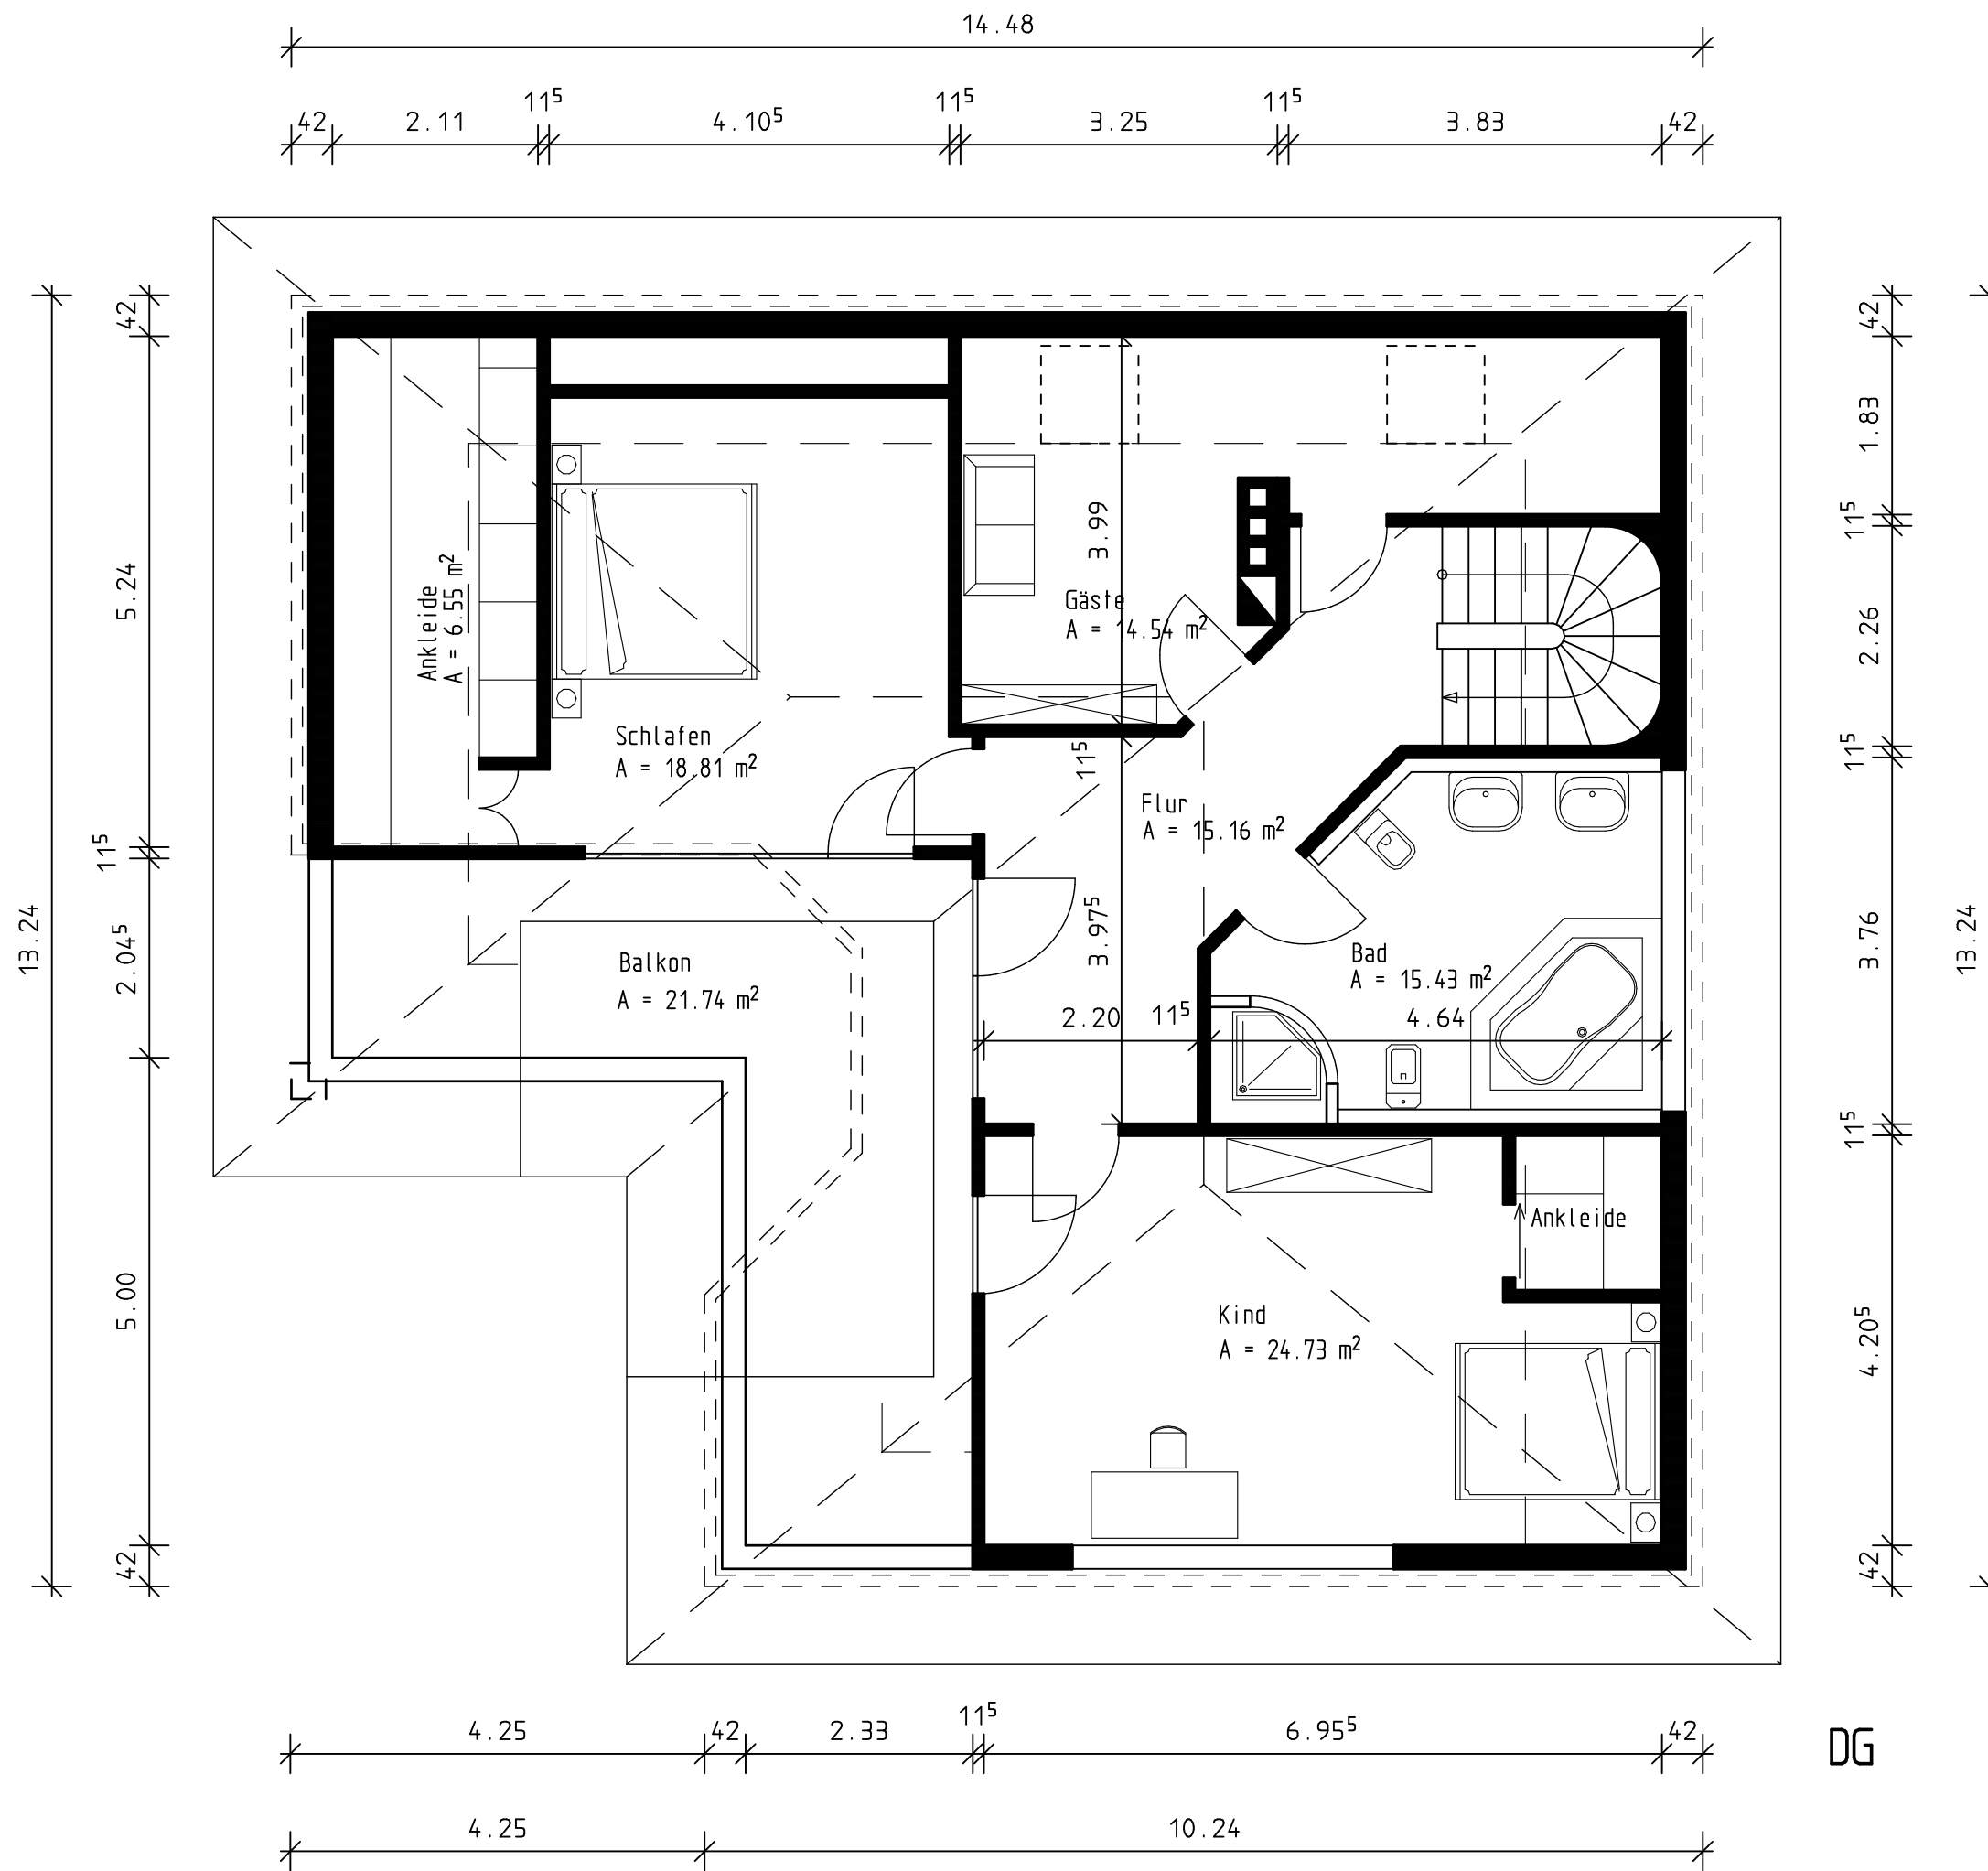 14.48
11⁵ 11⁵ 11⁵
42 2.11 4.10⁵ 3.25 3.83 42
42
5.24
11⁵
2.04⁵
5.00
42
13.24
42
1.83
11⁵
2.26
11⁵
3.76
11⁵
4.20⁵
42
13.24
Ankleide
A = 6.55 m²
3.99
Gäste
A = 14.54 m²
Schlafen
A = 18.81 m²
11⁵
Flur
A = 15.16 m²
3.97⁵
Balkon
A = 21.74 m²
Bad
A = 15.43 m²
2.20 11⁵ 4.64
Ankleide
Kind
A = 24.73 m²
11⁵
4.25 42 2.33 6.95⁵ 42
DG
4.25 10.24